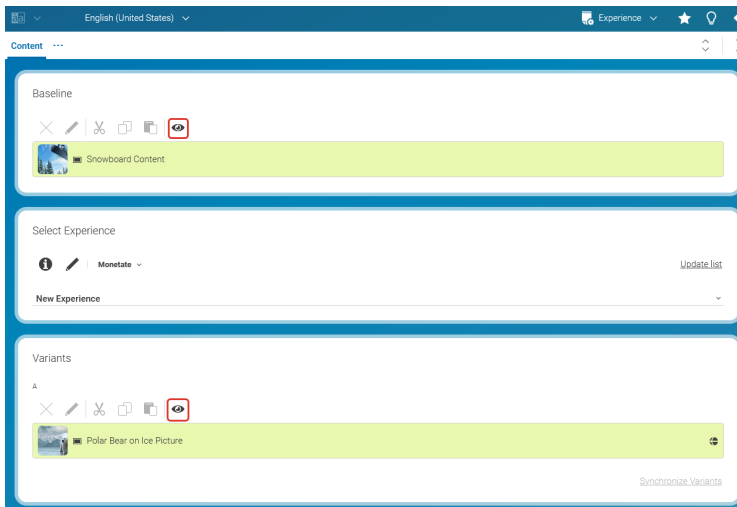 English (United States)
Experience
Content
Baseline
Snowboard Content
Select Experience
Monetate
Update list
New Experience
Variants
A
Polar Bear on Ice Picture
Synchronize Variants